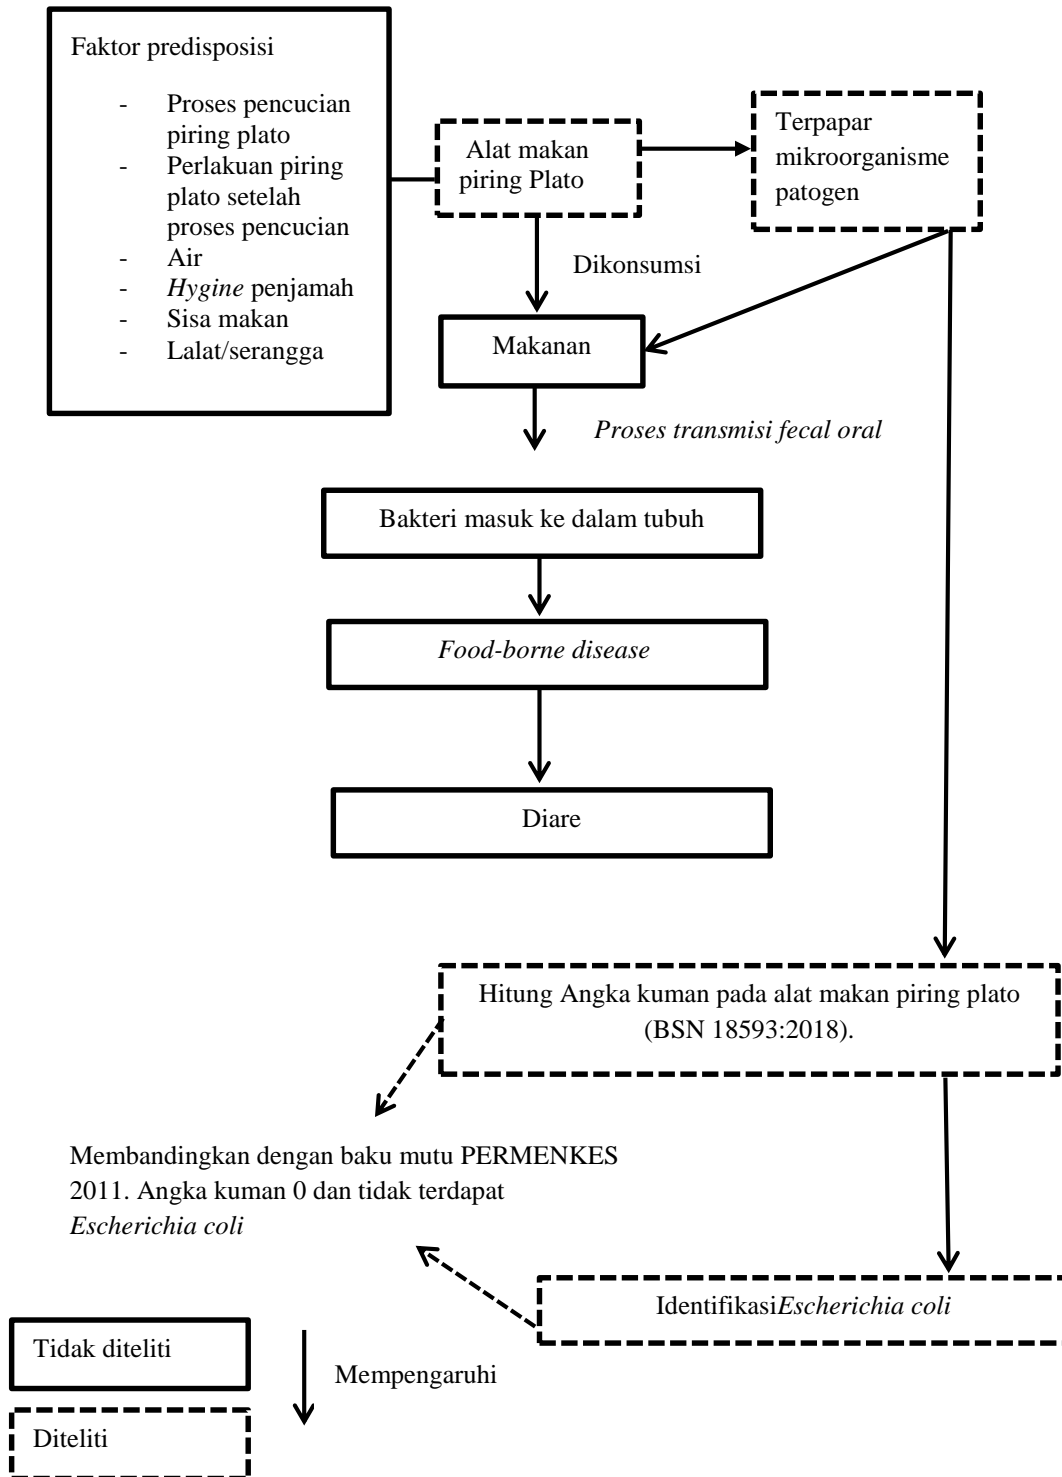 Faktor predisposisi
- Proses pencucian
piring plato
- Perlakuan piring
plato setelah
proses pencucian
- Air
- Hygine penjamah
- Sisa makan
- Lalat/serangga
Alat makan
piring Plato
Terpapar
mikroorganisme
patogen
Dikonsumsi
Makanan
Proses transmisi fecal oral
Bakteri masuk ke dalam tubuh
Food-borne disease
Diare
Hitung Angka kuman pada alat makan piring plato
(BSN 18593:2018).
Membandingkan dengan baku mutu PERMENKES
2011. Angka kuman 0 dan tidak terdapat
Escherichia coli
IdentifikasiEscherichia coli
Tidak diteliti
Mempengaruhi
Diteliti